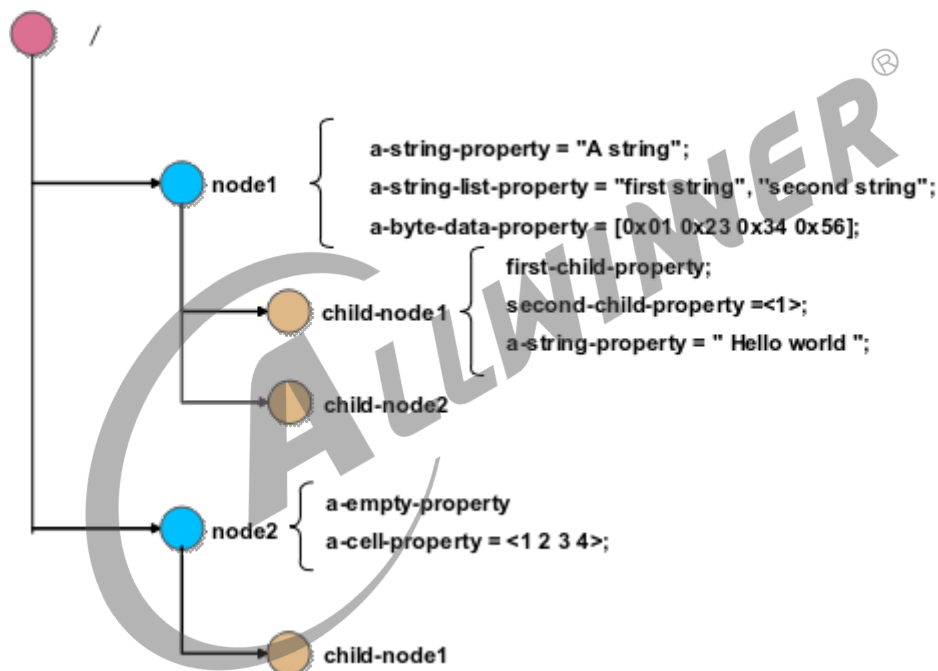 /
node1
a-string-property = "A string";
a-string-list-property = "first string", "second string";
a-byte-data-property = [0x01 0x23 0x34 0x56];
child-node1
first-child-property;
second-child-property =<1>;
a-string-property = " Hello world ";
child-node2
node2
a-empty-property
a-cell-property = <1 2 3 4>;
child-node1
ALLWINNER®